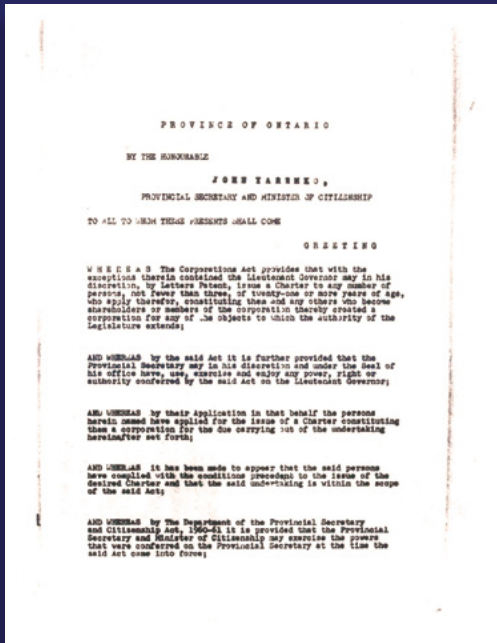 PROVINCE OF ONTARIO
BY THE HONOURABLE
JOHN YAREMKO,
PROVINCIAL SECRETARY AND MINISTER OF CITIZENSHIP
TO ALL TO WHOM THESE PRESENTS SHALL COME
GREETING
WHEREAS The Corporations Act provides that with the
exceptions therein contained the Lieutenant Governor may in his
discretion, by Letters Patent, issue a Charter to any number of
persons, not fewer than three, of twenty-one or more years of age,
who apply therefor, constituting them and any others who become
shareholders or members of the corporation thereby created a
corporation for any of the objects to which the authority of the
Legislature extends;
AND WHEREAS by the said Act it is further provided that the
Provincial Secretary may in his discretion and under the Seal of
his office have, use, exercise and enjoy any power, right or
authority conferred by the said Act on the Lieutenant Governor;
AND WHEREAS by their Application in that behalf the persons
herein named have applied for the issue of a Charter constituting
them a corporation for the due carrying out of the undertaking
hereinafter set forth;
AND WHEREAS it has been made to appear that the said persons
have complied with the conditions precedent to the issue of the
desired Charter and that the said undertaking is within the scope
of the said Act;
AND WHEREAS by The Department of the Provincial Secretary
and Citizenship Act, 1960-61 it is provided that the Provincial
Secretary and Minister of Citizenship may exercise the powers
that were conferred on the Provincial Secretary at the time the
said Act came into force;